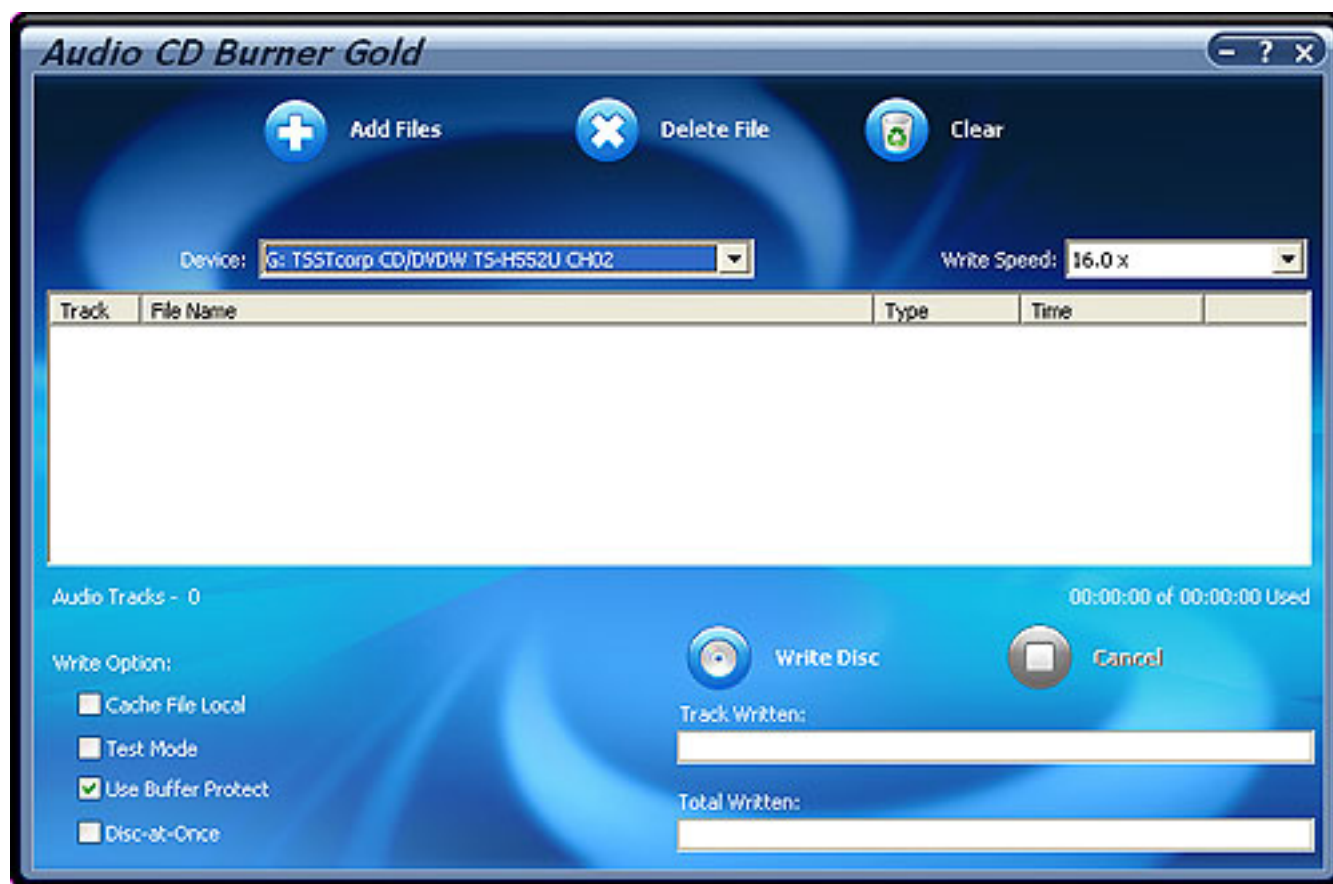 Audio CD Burner Gold
Add Files Delete File Clear
Device: G: TSSTcorp CD/DVDW TS-H552U CH02 Write Speed: 16.0 x
Track File Name Type Time
Audio Tracks - 0 00:00:00 of 00:00:00 Used
Write Disc Cancel
Write Option:
Cache File Local
Track Written:
Test Mode
Use Buffer Protect
Total Written:
Disc-at-Once